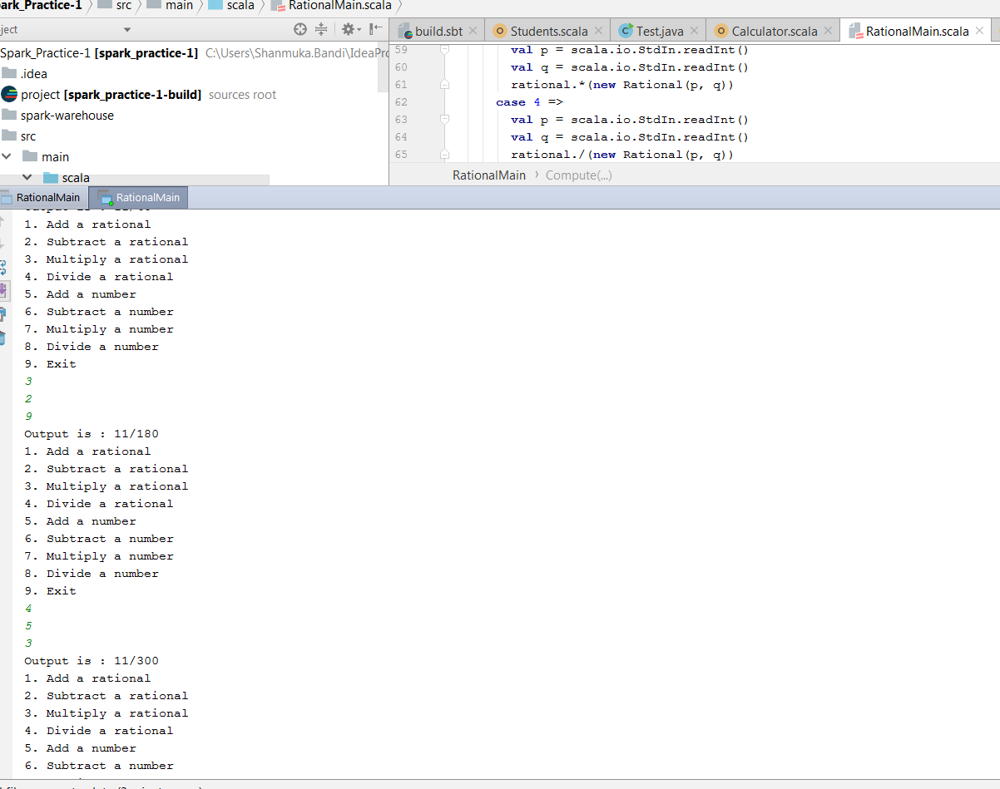 ark_Practice-1 src main scala RationalMain.scala
ject
build.sbt Students.scala Test.java Calculator.scala RationalMain.scala
Spark_Practice-1 [spark_practice-1] C:\Users\Shanmuka.Bandi\IdeaPro
.idea
project [spark_practice-1-build] sources root
spark-warehouse
src
main
scala
59 val p = scala.io.StdIn.readInt()
60 val q = scala.io.StdIn.readInt()
61 rational.*(new Rational(p, q))
62 case 4 =>
63 val p = scala.io.StdIn.readInt()
64 val q = scala.io.StdIn.readInt()
65 rational./(new Rational(p, q))
RationalMain Compute(...)
RationalMain RationalMain
1. Add a rational
2. Subtract a rational
3. Multiply a rational
4. Divide a rational
5. Add a number
6. Subtract a number
7. Multiply a number
8. Divide a number
9. Exit
3
2
9
Output is : 11/180
1. Add a rational
2. Subtract a rational
3. Multiply a rational
4. Divide a rational
5. Add a number
6. Subtract a number
7. Multiply a number
8. Divide a number
9. Exit
4
5
3
Output is : 11/300
1. Add a rational
2. Subtract a rational
3. Multiply a rational
4. Divide a rational
5. Add a number
6. Subtract a number